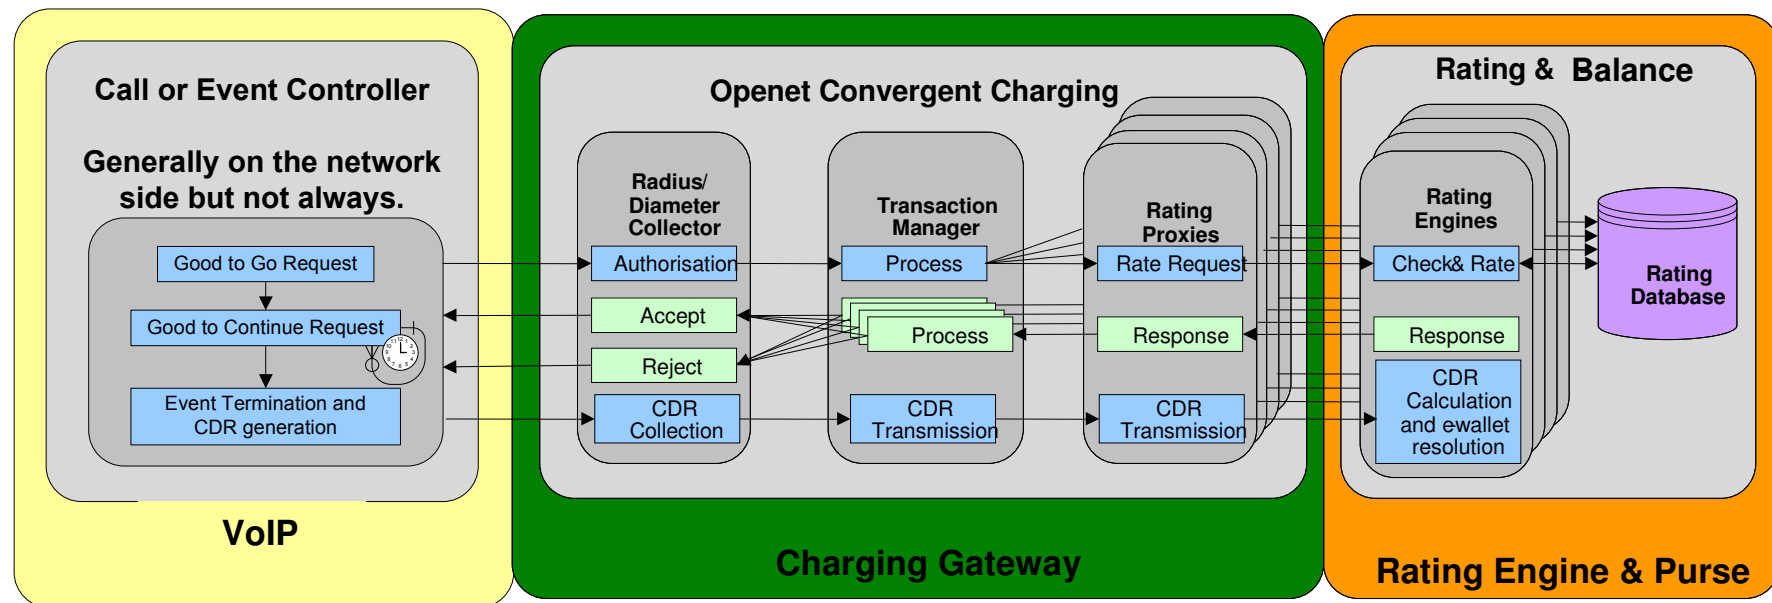 Call or Event Controller
Generally on the network
side but not always.
Good to Go Request
Good to Continue Request
Event Termination and
CDR generation
VoIP
Openet Convergent Charging
Radius/
Diameter
Collector
Authorisation
Accept
Reject
CDR
Collection
Transaction
Manager
Process
Process
CDR
Transmission
Rating
Proxies
Rate Request
Response
CDR
Transmission
Charging Gateway
Rating & Balance
Rating
Engines
Check& Rate
Response
CDR
Calculation
and ewallet
resolution
Rating
Database
Rating Engine & Purse